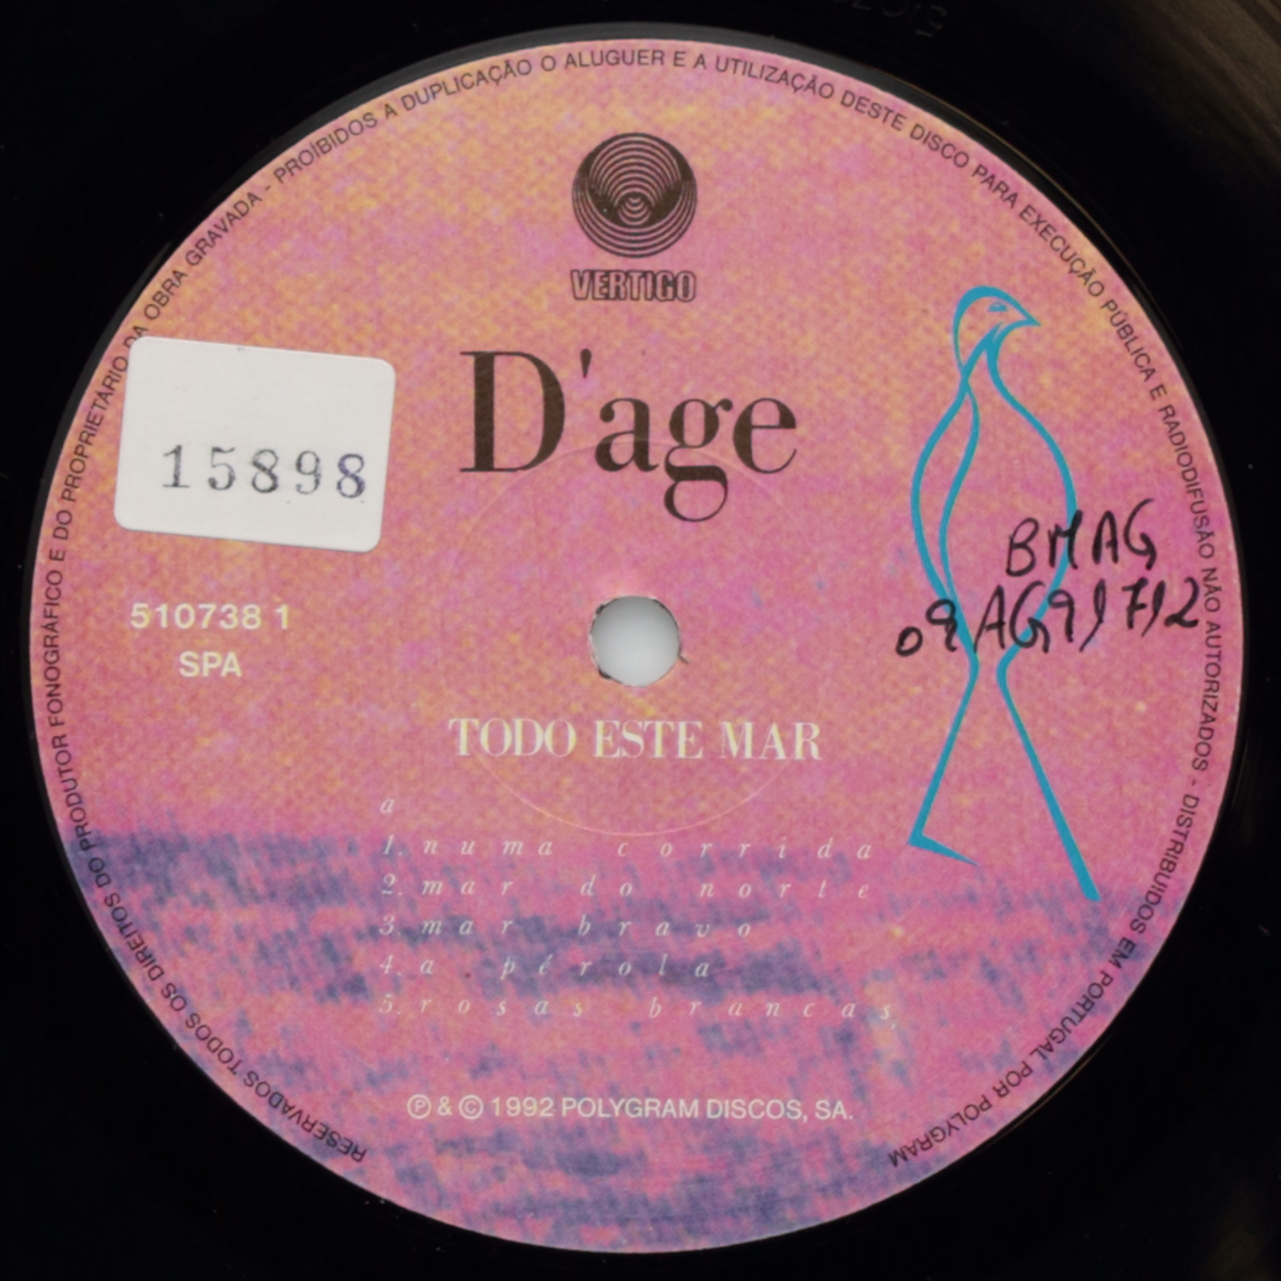 RESERVADOS TODOS OS DIREITOS DO PRODUTOR FONOGRÁFICO E DO PROPRIETÁRIO DA OBRA GRAVADA - PROÍBIDOS A DUPLICAÇÃO O ALUGUER E A UTILIZAÇÃO DESTE DISCO PARA EXECUÇÃO PÚBLICA E RADIODIFUSÃO NÃO AUTORIZADOS - DISTRIBUIDOS EM PORTUGAL POR POLYGRAM
VERTIGO
D'age
15898
BMAG
510738 1
SPA
TODO ESTE MAR
a
1. numa corrida
2. mar do norte
3. mar bravo
4. a pérola
5. rosas brancas,
Ⓟ & © 1992 POLYGRAM DISCOS, SA.